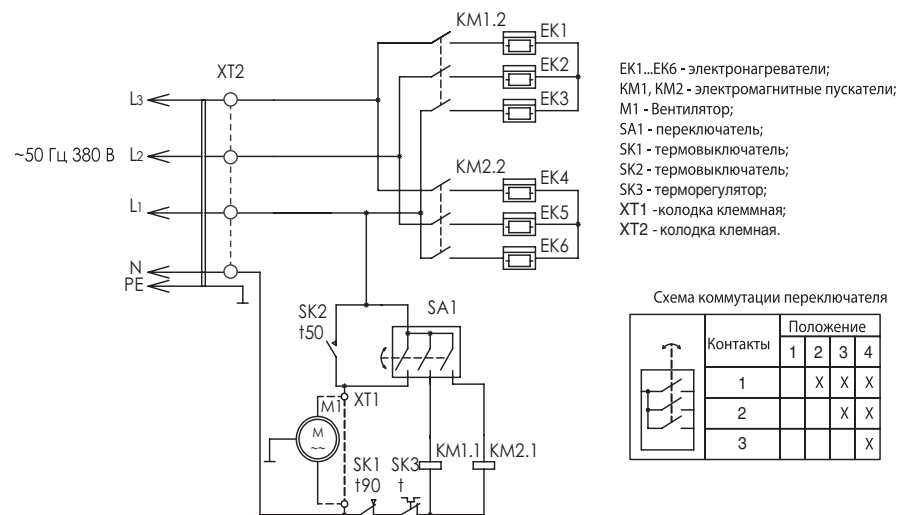 KM1.2
EK1
EK2
EK3
XT2
L3
~50 Гц 380 В
L2
L1
N
PE
KM2.2
EK4
EK5
EK6
EK1...EK6 - электронагреватели;
KM1, KM2 - электромагнитные пускатели;
M1 - Вентилятор;
SA1 - переключатель;
SK1 - термовыключатель;
SK2 - термовыключатель;
SK3 - терморегулятор;
XT1 -колодка клеммная;
XT2 - колодка клемная.
SK2
t50
SA1
M1
XT1
M
~~
SK1
t90
SK3
t
KM1.1
KM2.1
Схема коммутации переключателя
Контакты
Положение
1 2 3 4
1 X X X
2 X X
3 X